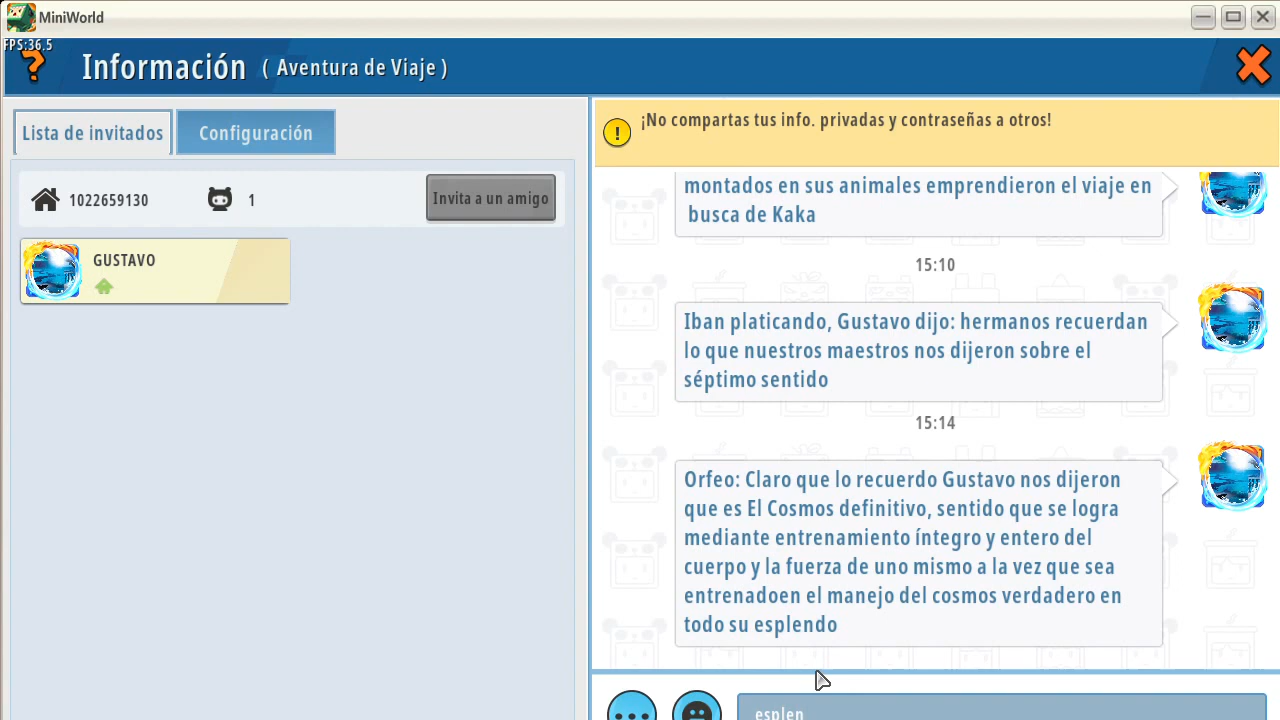 MiniWorld
FPS:36.5
Información ( Aventura de Viaje )
Lista de invitados
Configuración
1022659130
1
Invita a un amigo
GUSTAVO
¡No compartas tus info. privadas y contraseñas a otros!
montados en sus animales emprendieron el viaje en
busca de Kaka
15:10
Iban platicando, Gustavo dijo: hermanos recuerdan
lo que nuestros maestros nos dijeron sobre el
séptimo sentido
15:14
Orfeo: Claro que lo recuerdo Gustavo nos dijeron
que es El Cosmos definitivo, sentido que se logra
mediante entrenamiento íntegro y entero del
cuerpo y la fuerza de uno mismo a la vez que sea
entrenadoen el manejo del cosmos verdadero en
todo su esplendo
esplen